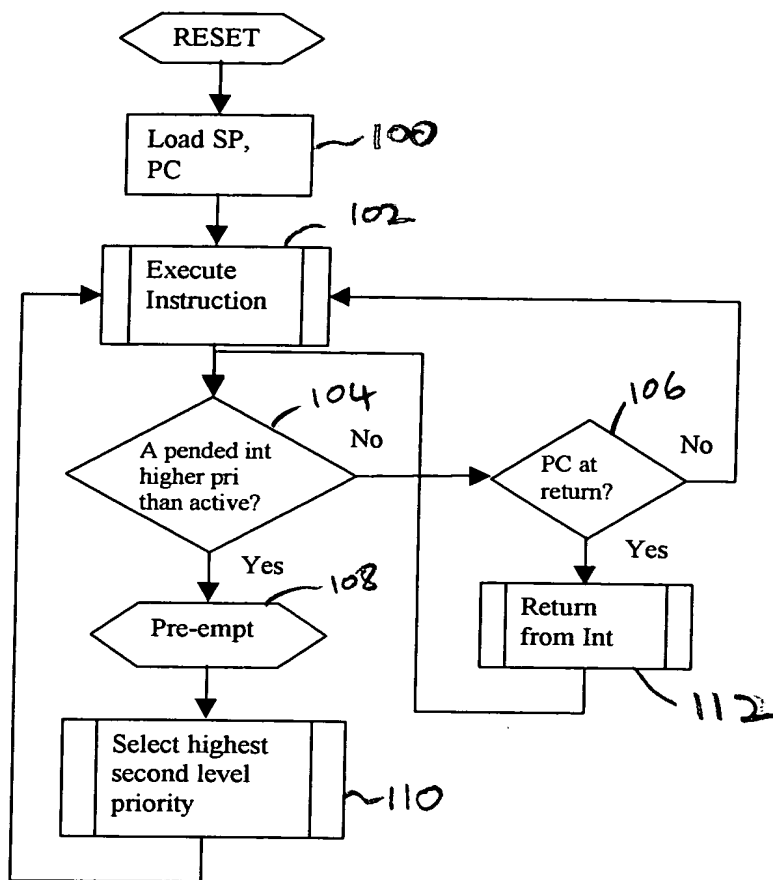 RESET
Load SP,
PC
100
102
Execute
Instruction
104
A pended int
higher pri
than active?
No
106
PC at
return?
No
Yes
Yes
108
Pre-empt
Return
from Int
112
Select highest
second level
priority
110